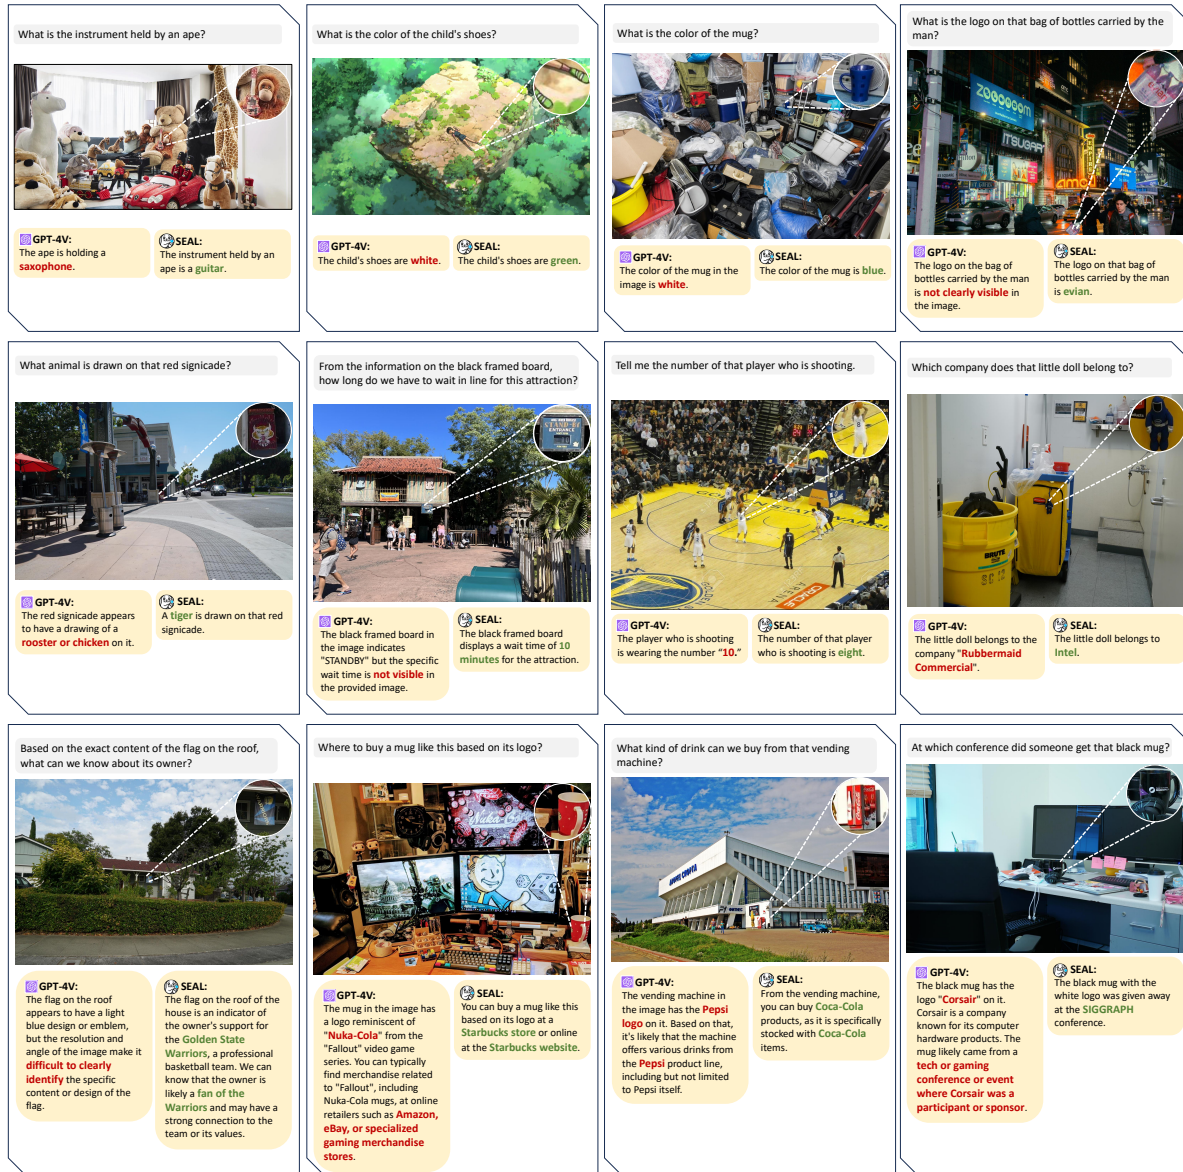 What is the instrument held by an ape?
GPT-4V:
The ape is holding a
saxophone.
SEAL:
The instrument held by an
ape is a guitar.
What is the color of the child's shoes?
GPT-4V:
The child's shoes are white.
SEAL:
The child's shoes are green.
What is the color of the mug?
GPT-4V:
The color of the mug in the
image is white.
SEAL:
The color of the mug is blue.
What is the logo on that bag of bottles carried by the
man?
ZOOOOOOM
IT'SUGAR
amc
GPT-4V:
The logo on the bag of
bottles carried by the man
is not clearly visible in
the image.
SEAL:
The logo on that bag of
bottles carried by the man
is evian.
What animal is drawn on that red signicade?
GPT-4V:
The red signicade appears
to have a drawing of a
rooster or chicken on it.
SEAL:
A tiger is drawn on that red
signicade.
From the information on the black framed board,
how long do we have to wait in line for this attraction?
STAND-BY
ENTRANCE
GPT-4V:
The black framed board in
the image indicates
"STANDBY" but the specific
wait time is not visible in
the provided image.
SEAL:
The black framed board
displays a wait time of 10
minutes for the attraction.
Tell me the number of that player who is shooting.
8
ORACLE
ARENA
GPT-4V:
The player who is shooting
is wearing the number "10."
SEAL:
The number of that player
who is shooting is eight.
Which company does that little doll belong to?
BRUTE
GPT-4V:
The little doll belongs to the
company "Rubbermaid
Commercial".
SEAL:
The little doll belongs to
Intel.
Based on the exact content of the flag on the roof,
what can we know about its owner?
GPT-4V:
The flag on the roof
appears to have a light
blue design or emblem,
but the resolution and
angle of the image make it
difficult to clearly
identify the specific
content or design of the
flag.
SEAL:
The flag on the roof of the
house is an indicator of
the owner's support for
the Golden State
Warriors, a professional
basketball team. We can
know that the owner is
likely a fan of the
Warriors and may have a
strong connection to the
team or its values.
Where to buy a mug like this based on its logo?
Nuka-Cola
GPT-4V:
The mug in the image has
a logo reminiscent of
"Nuka-Cola" from the
"Fallout" video game
series. You can typically
find merchandise related
to "Fallout", including
Nuka-Cola mugs, at online
retailers such as Amazon,
eBay, or specialized
gaming merchandise
stores.
SEAL:
You can buy a mug like this
based on its logo at a
Starbucks store or online
at the Starbucks website.
What kind of drink can we buy from that vending
machine?
GPT-4V:
The vending machine in
the image has the Pepsi
logo on it. Based on that,
it's likely that the machine
offers various drinks from
the Pepsi product line,
including but not limited
to Pepsi itself.
SEAL:
From the vending machine,
you can buy Coca-Cola
products, as it is specifically
stocked with Coca-Cola
items.
At which conference did someone get that black mug?
GPT-4V:
The black mug has the
logo "Corsair" on it.
Corsair is a company
known for its computer
hardware products. The
mug likely came from a
tech or gaming
conference or event
where Corsair was a
participant or sponsor.
SEAL:
The black mug with the
white logo was given away
at the SIGGRAPH
conference.